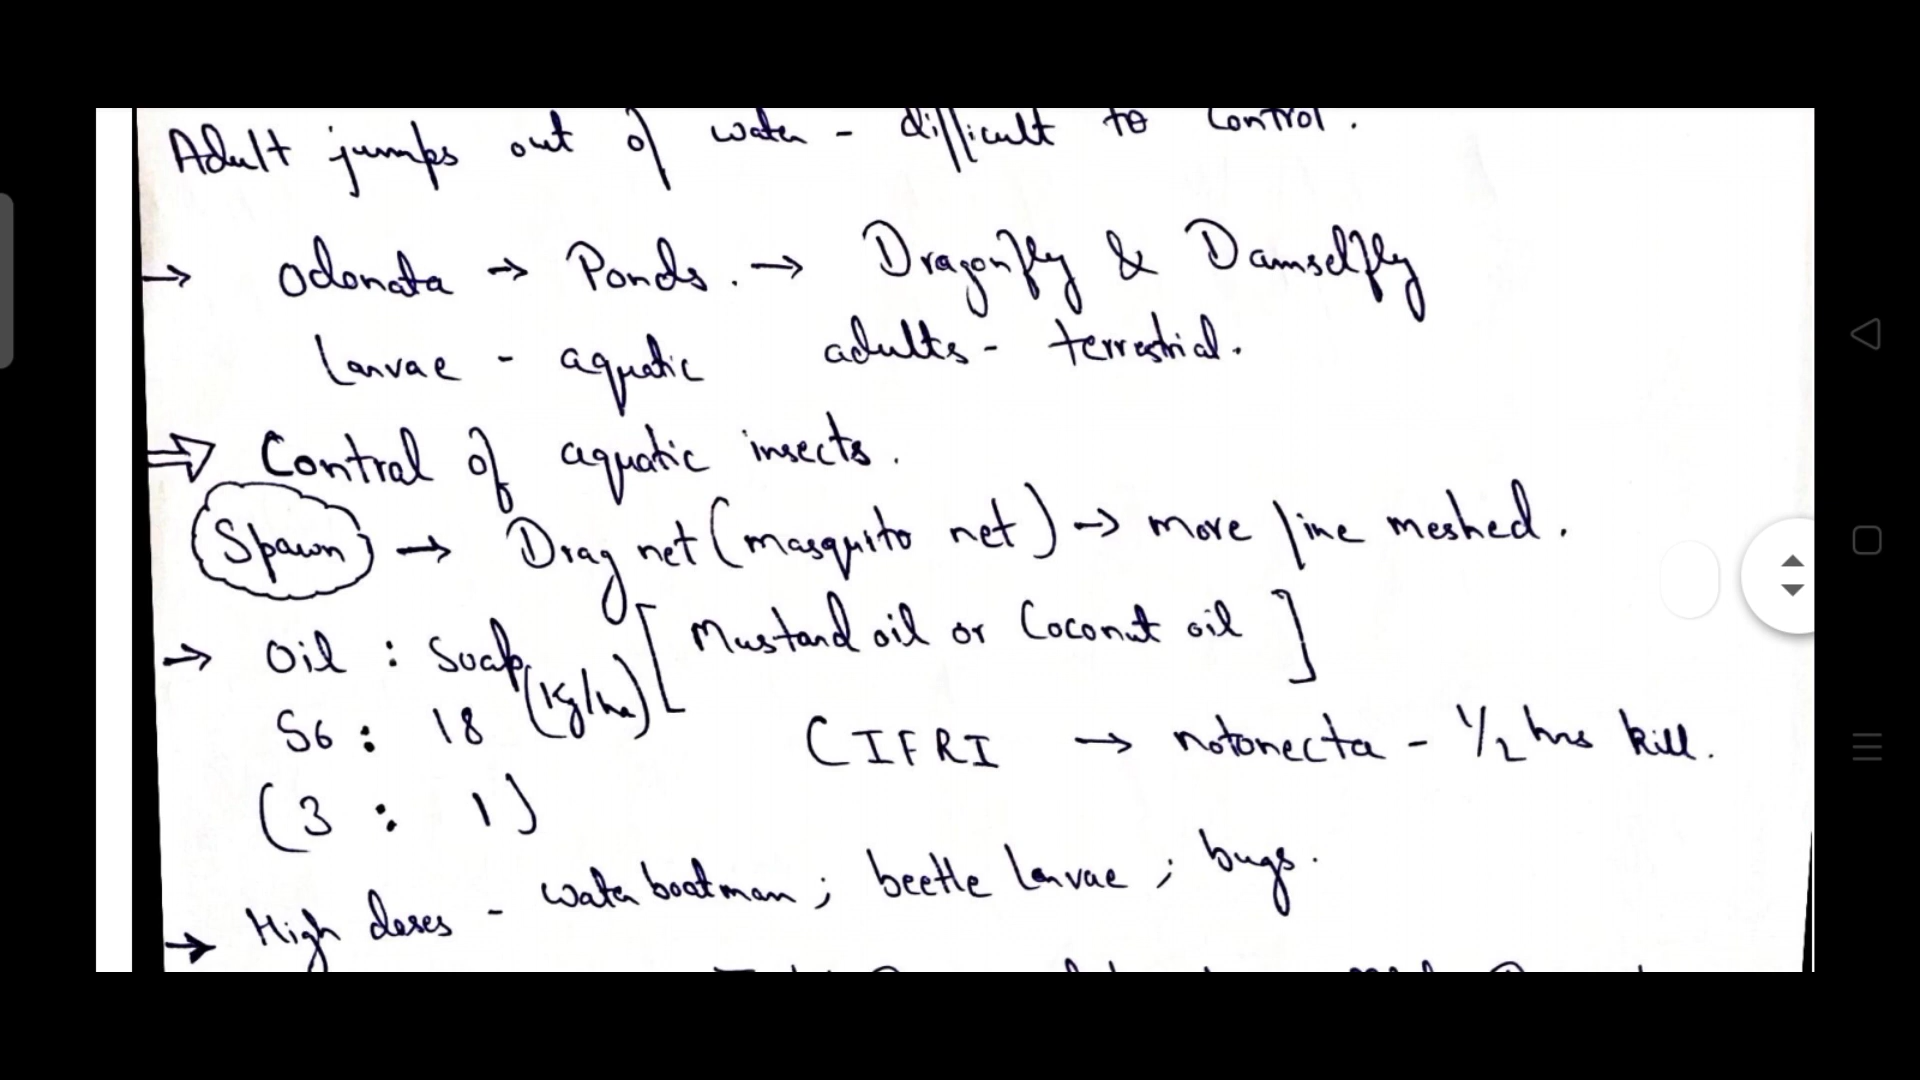 Adult jumps out of water - difficult to control.
→ Odonata → Ponds. → Dragonfly & Damselfly
Larvae - aquatic adults - terrestrial.
⇒ Control of aquatic insects.
Spawn → Drag net (masquito net) → more fine meshed.
→ Oil : Soap (Kg/ha) [Mustard oil or Coconut oil]
56 : 18
CIFRI → notonecta - 1/2 hrs kill.
(3 : 1)
→ High doses - water boatman; beetle larvae; bugs.